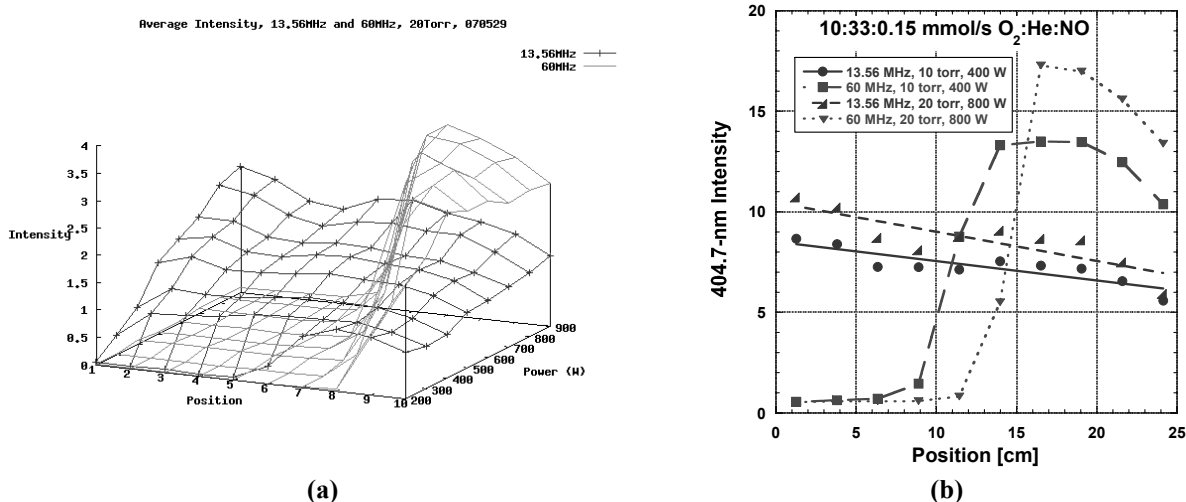 Average Intensity, 13.56MHz and 60MHz, 20Torr, 070529
13.56MHz
60MHz
4
3.5
3
2.5
2
1.5
1
0.5
0
Intensity
1
2
3
4
5
6
7
8
9
10
Position
200
300
400
500
600
700
800
900
Power (W)
(a)
10:33:0.15 mmol/s O₂:He:NO
13.56 MHz, 10 torr, 400 W
60 MHz, 10 torr, 400 W
13.56 MHz, 20 torr, 800 W
60 MHz, 20 torr, 800 W
20
15
10
5
0
404.7-nm Intensity
0
5
10
15
20
25
Position [cm]
(b)